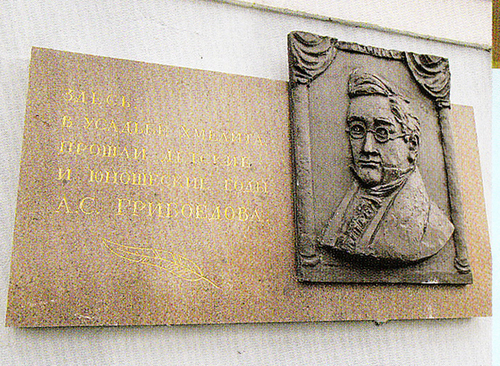 ЗДЕСЬ
В УСАДЬБЕ ХМЕЛИТА
ПРОШЛИ ДЕТСКИЕ
И ЮНОШЕСКИЕ ГОДЫ
А.С. ГРИБОЕДОВА